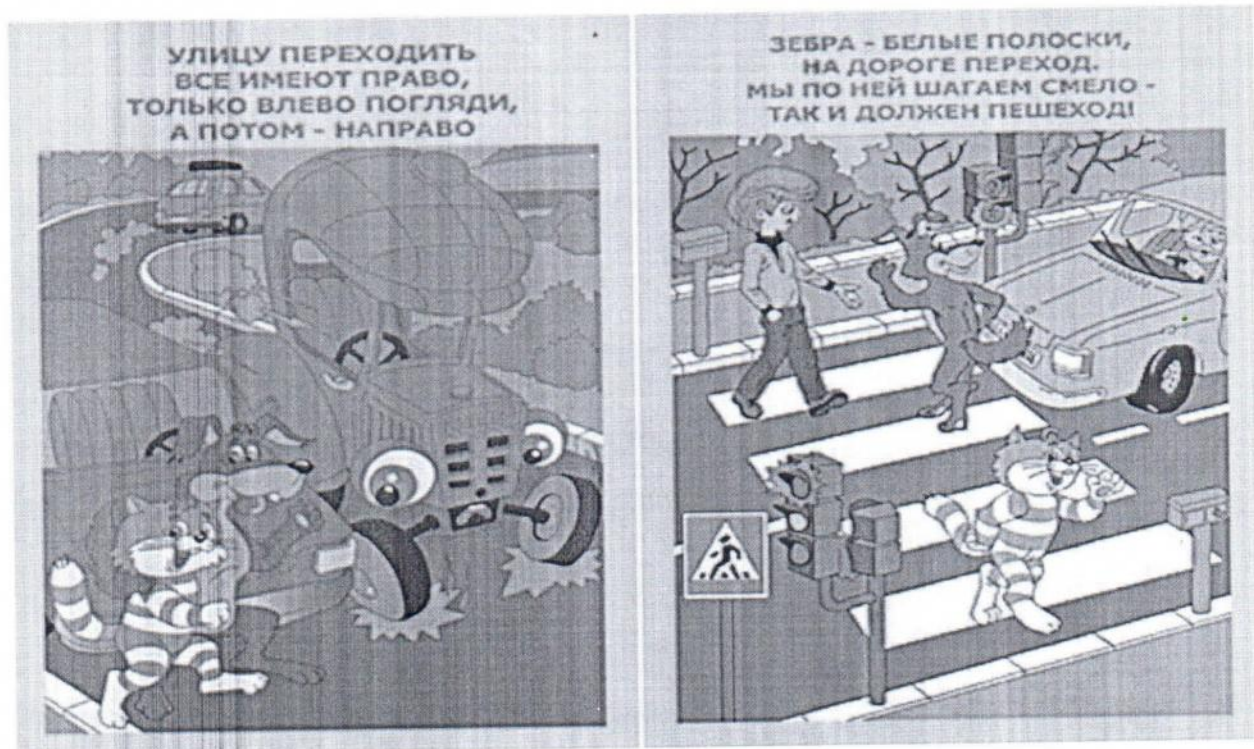 УЛИЦУ ПЕРЕХОДИТЬ
ВСЕ ИМЕЮТ ПРАВО,
ТОЛЬКО ВЛЕВО ПОГЛЯДИ,
А ПОТОМ - НАПРАВО
ЗЕБРА - БЕЛЫЕ ПОЛОСКИ,
НА ДОРОГЕ ПЕРЕХОД.
МЫ ПО НЕЙ ШАГАЕМ СМЕЛО -
ТАК И ДОЛЖЕН ПЕШЕХОД!